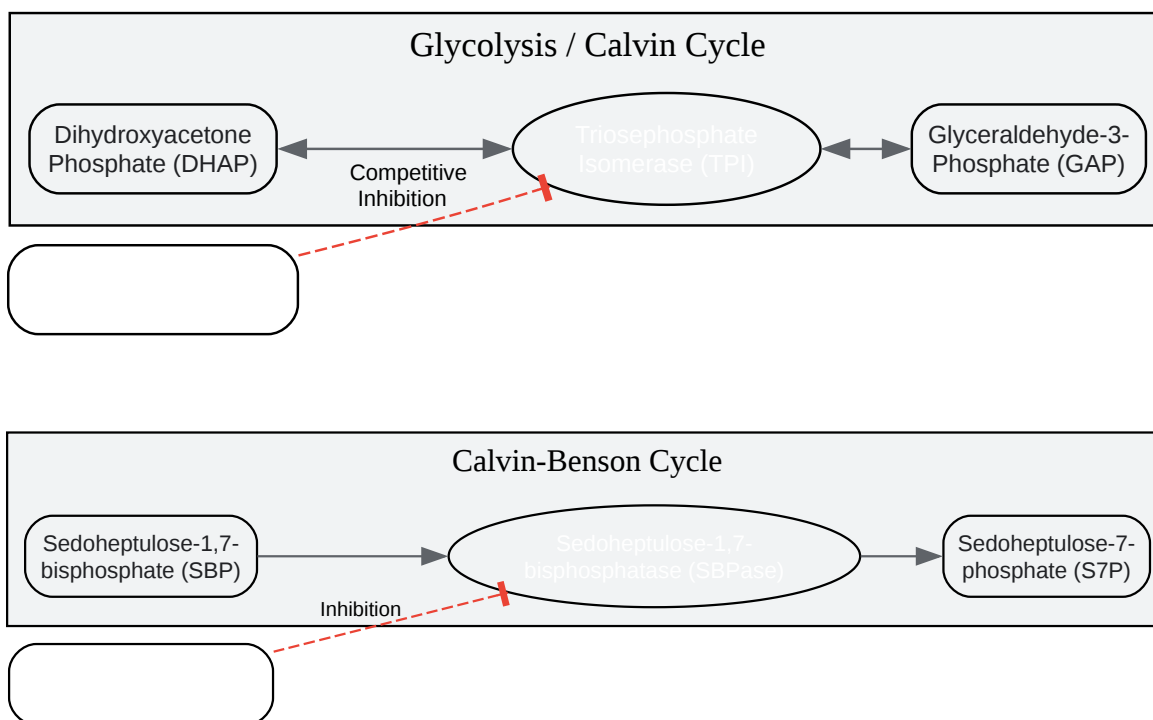 Glycolysis / Calvin Cycle
Dihydroxyacetone
Phosphate (DHAP)
Triosephosphate
Isomerase (TPI)
Glyceraldehyde-3-
Phosphate (GAP)
Competitive
Inhibition
Calvin-Benson Cycle
Sedoheptulose-1,7-
bisphosphate (SBP)
Sedoheptulose-1,7-
bisphosphatase (SBPase)
Sedoheptulose-7-
phosphate (S7P)
Inhibition